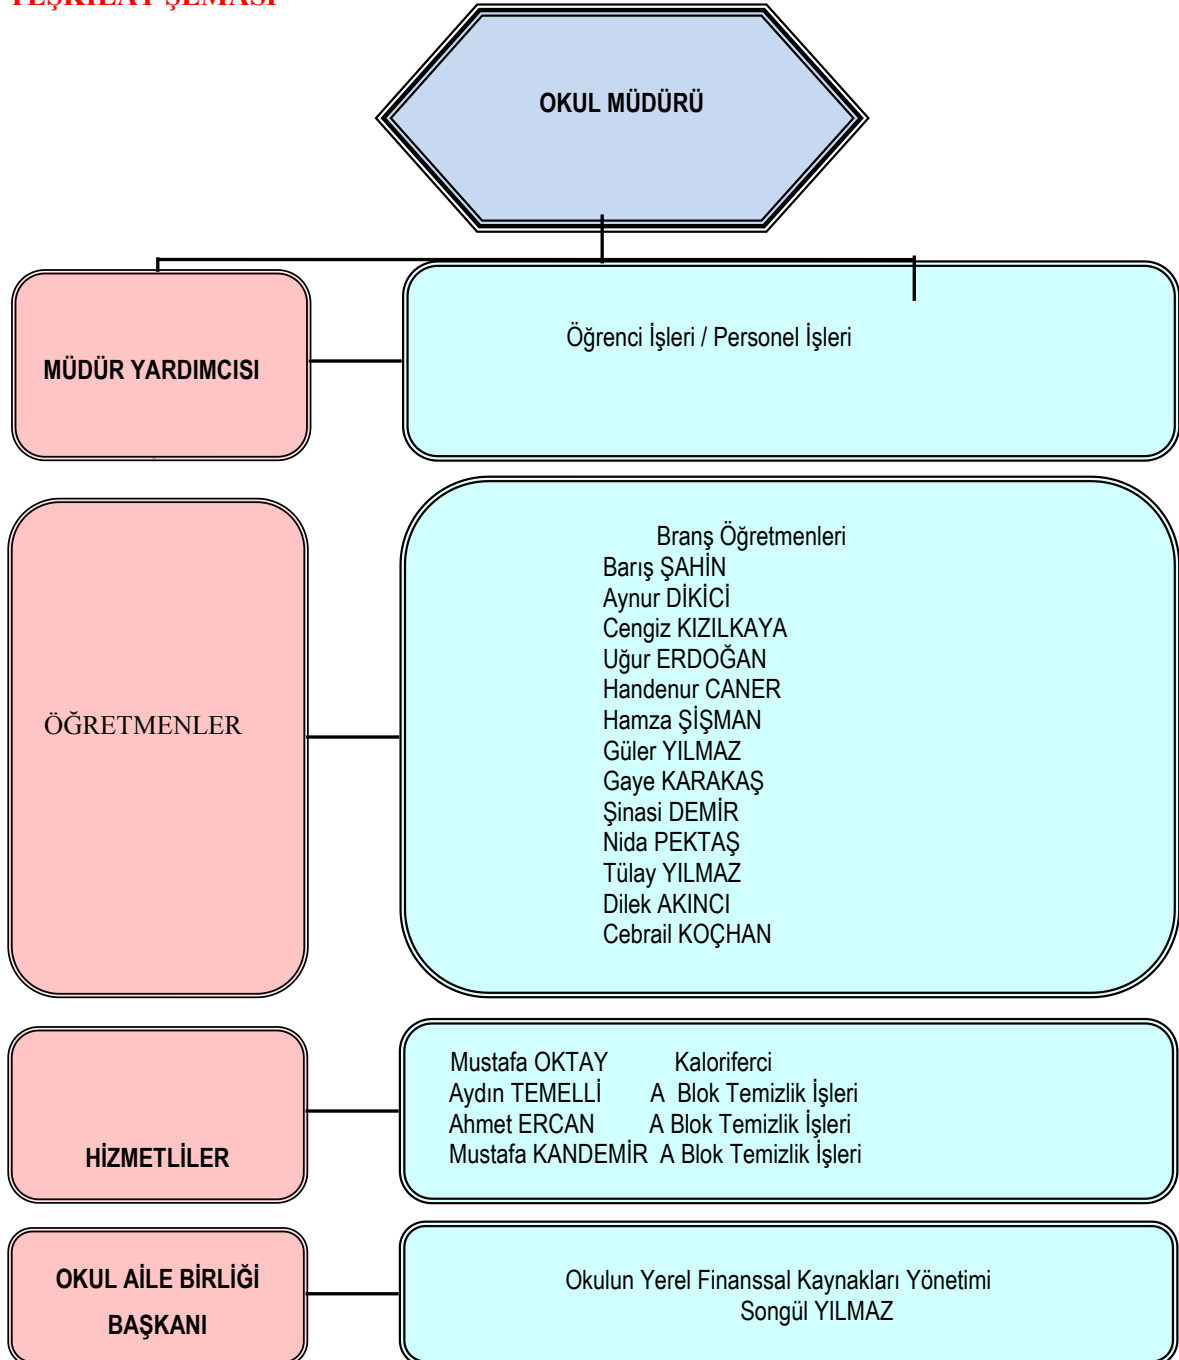 TEŞKİLAT ŞEMASI
OKUL MÜDÜRÜ
MÜDÜR YARDIMCISI
Öğrenci İşleri / Personel İşleri
ÖĞRETMENLER
Branş Öğretmenleri
Barış ŞAHİN
Aynur DİKİCİ
Cengiz KIZILKAYA
Uğur ERDOĞAN
Handenur CANER
Hamza ŞİŞMAN
Güler YILMAZ
Gaye KARAKAŞ
Şinasi DEMİR
Nida PEKTAŞ
Tülay YILMAZ
Dilek AKINCI
Cebrail KOÇHAN
HİZMETLİLER
Mustafa OKTAY Kaloriferci
Aydın TEMELLİ A Blok Temizlik İşleri
Ahmet ERCAN A Blok Temizlik İşleri
Mustafa KANDEMİR A Blok Temizlik İşleri
OKUL AİLE BİRLİĞİ
BAŞKANI
Okulun Yerel Finanssal Kaynakları Yönetimi
Songül YILMAZ